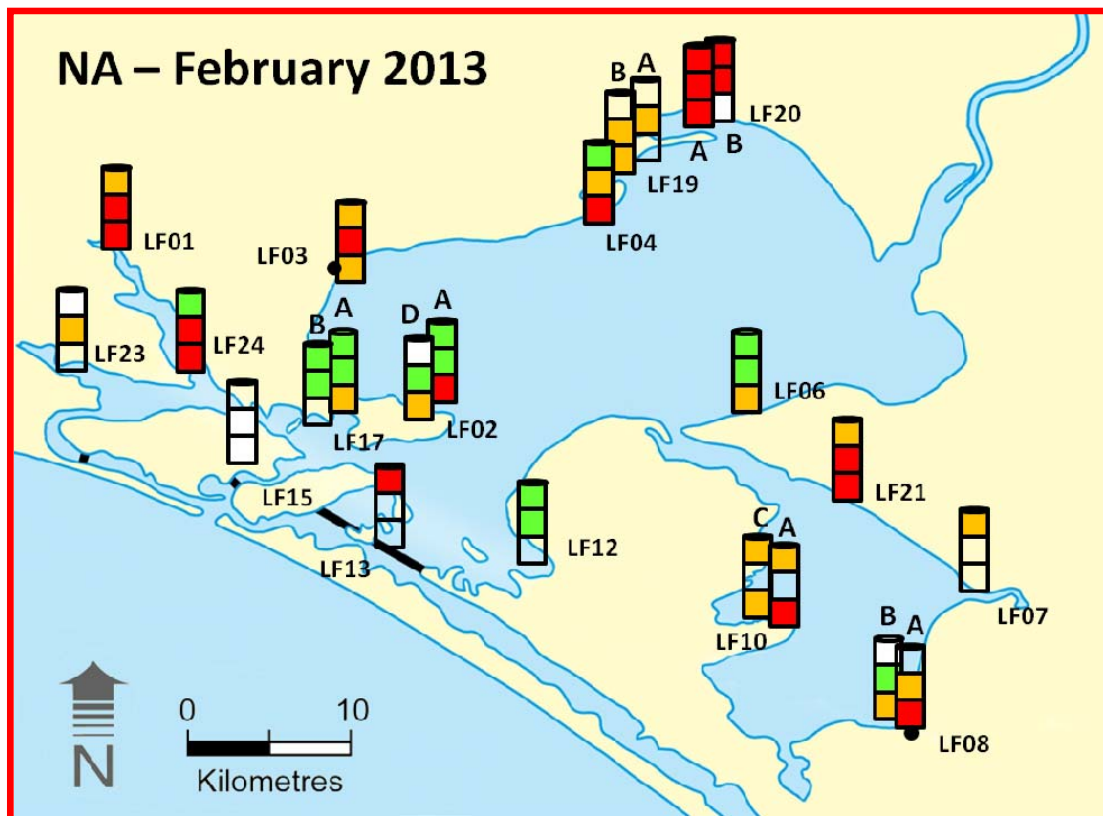 NA – February 2013
B A
LF20
A B
LF19
LF04
LF01
LF03
LF23
LF24
B A
D A
LF17
LF02
LF06
LF15
LF13
LF12
LF21
C A
LF10
LF07
B A
LF08
N
0 10
Kilometres